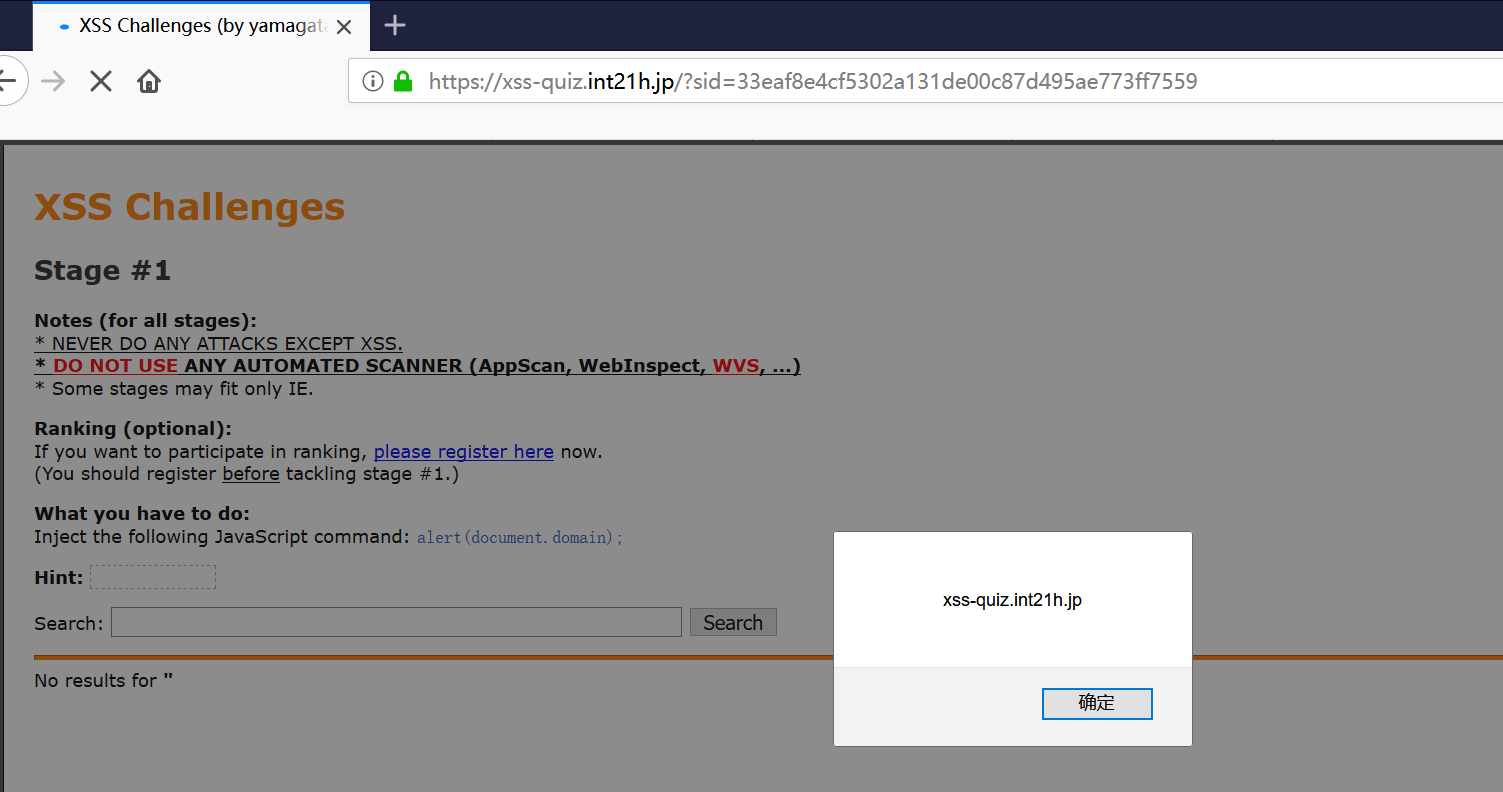 XSS Challenges (by yamagata
https://xss-quiz.int21h.jp/?sid=33eaf8e4cf5302a131de00c87d495ae773ff7559
XSS Challenges
Stage #1
Notes (for all stages):
* NEVER DO ANY ATTACKS EXCEPT XSS.
* DO NOT USE ANY AUTOMATED SCANNER (AppScan, WebInspect, WVS, ...)
* Some stages may fit only IE.
Ranking (optional):
If you want to participate in ranking, please register here now.
(You should register before tackling stage #1.)
What you have to do:
Inject the following JavaScript command: alert(document.domain);
Hint:
Search: Search
No results for "
xss-quiz.int21h.jp
确定